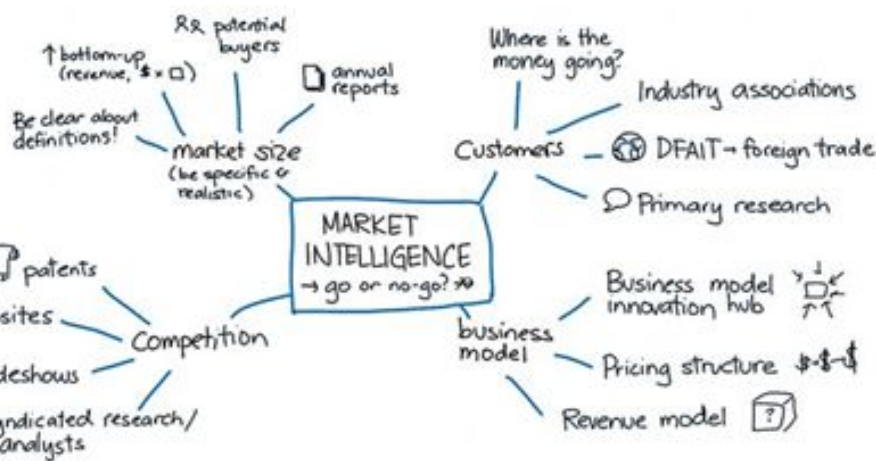 ↑ bottom-up
(revenue, $ × □)
potential
buyers
annual
reports
Be clear about
definitions!
market size
(be specific &
realistic)
Where is the
money going?
Industry associations
Customers
DFAIT → foreign trade
Primary research
MARKET
INTELLIGENCE
→ go or no-go?
patents
sites
Competition
deshows
yndicated research/
analysts
business
model
Business model
innovation hub
Pricing structure $-$-$
Revenue model ?